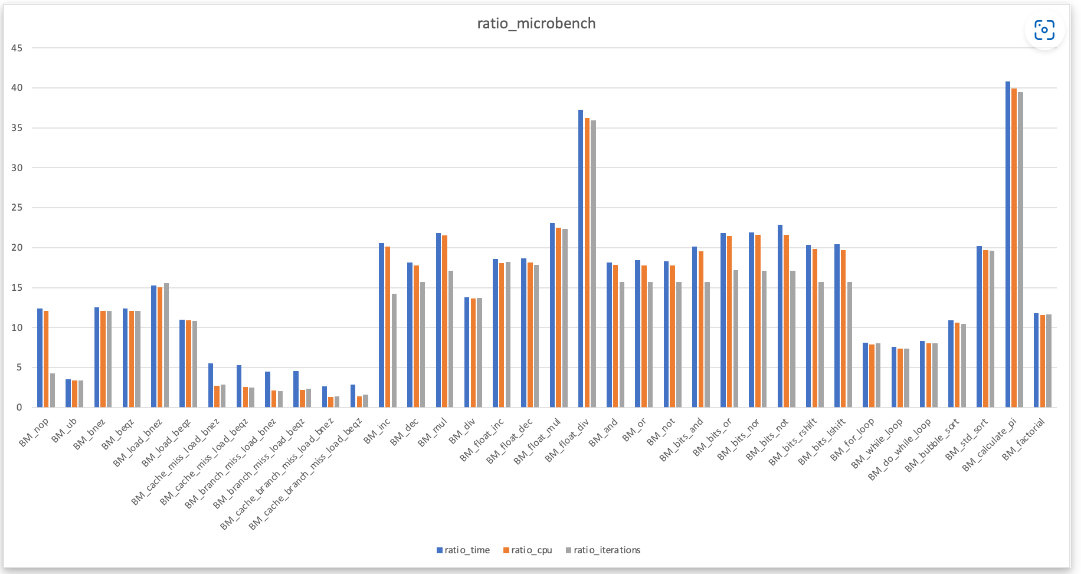 ratio_microbench
45
40
35
30
25
20
15
10
5
0
BM_nop
BM_ub
BM_bnez
BM_beqz
BM_load_bnez
BM_load_beqz
BM_cache_miss_load_bnez
BM_cache_miss_load_beqz
BM_branch_miss_load_bnez
BM_branch_miss_load_beqz
BM_cache_branch_miss_load_bnez
BM_cache_branch_miss_load_beqz
BM_inc
BM_dec
BM_mul
BM_div
BM_float_inc
BM_float_dec
BM_float_mul
BM_float_div
BM_and
BM_or
BM_not
BM_bits_and
BM_bits_or
BM_bits_nor
BM_bits_not
BM_bits_rshift
BM_bits_lshift
BM_for_loop
BM_while_loop
BM_do_while_loop
BM_bubble_sort
BM_std_sort
BM_calculate_pi
BM_factorial
ratio_time ratio_cpu ratio_iterations